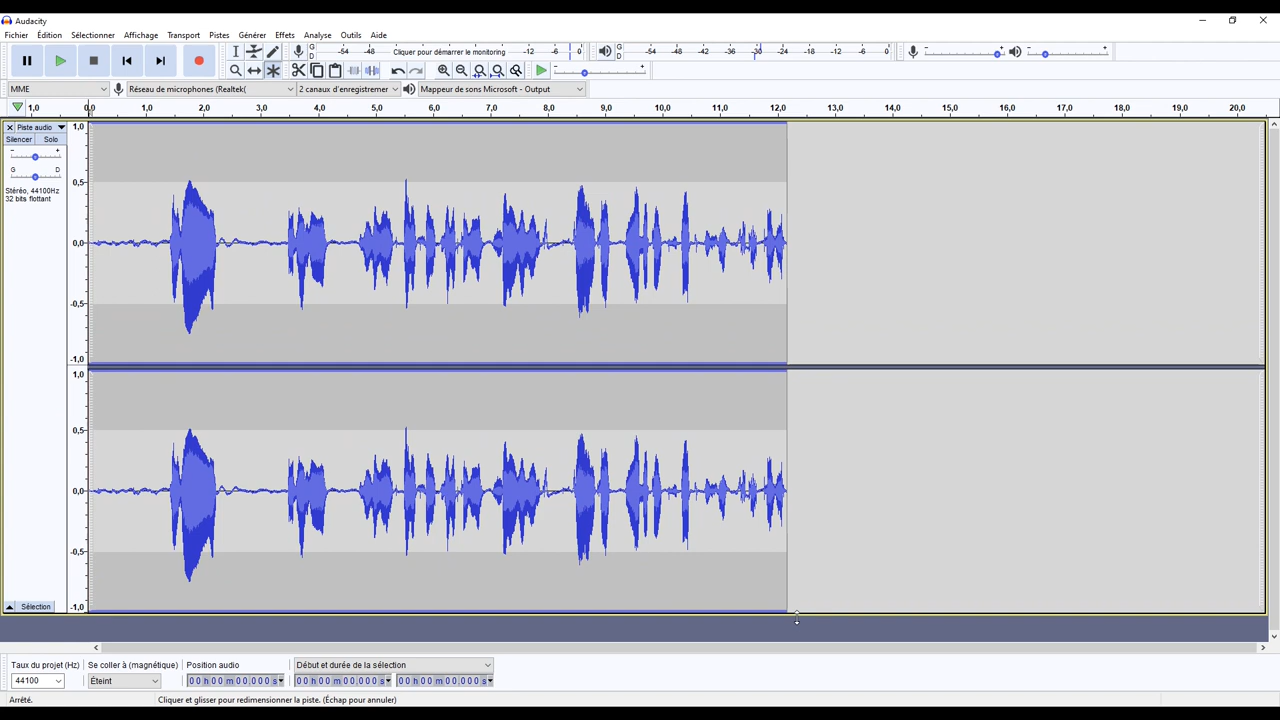 Audacity
Fichier Édition Sélectionner Affichage Transport Pistes Générer Effets Analyse Outils Aide
G D -54 -48 Cliquer pour démarrer le monitoring -12 -6 0 G D -54 -48 -42 -36 -30 -24 -18 -12 -6 0
MME Réseau de microphones (Realtek( 2 canaux d'enregistremer Mappeur de sons Microsoft - Output
1,0 0,0 1,0 2,0 3,0 4,0 5,0 6,0 7,0 8,0 9,0 10,0 11,0 12,0 13,0 14,0 15,0 16,0 17,0 18,0 19,0 20,0
Piste audio 1,0
Silencer Solo
- +
G D
0,5
Stéréo, 44100Hz
32 bits flottant
0,0
-0,5
-1,0
1,0
0,5
0,0
-0,5
Sélection -1,0
Taux du projet (Hz) Se coller à (magnétique) Position audio Début et durée de la sélection
44100 Éteint 00 h 00 m 00,000 s 00 h 00 m 00,000 s 00 h 00 m 00,000 s
Arrêté. Cliquer et glisser pour redimensionner la piste. (Échap pour annuler)